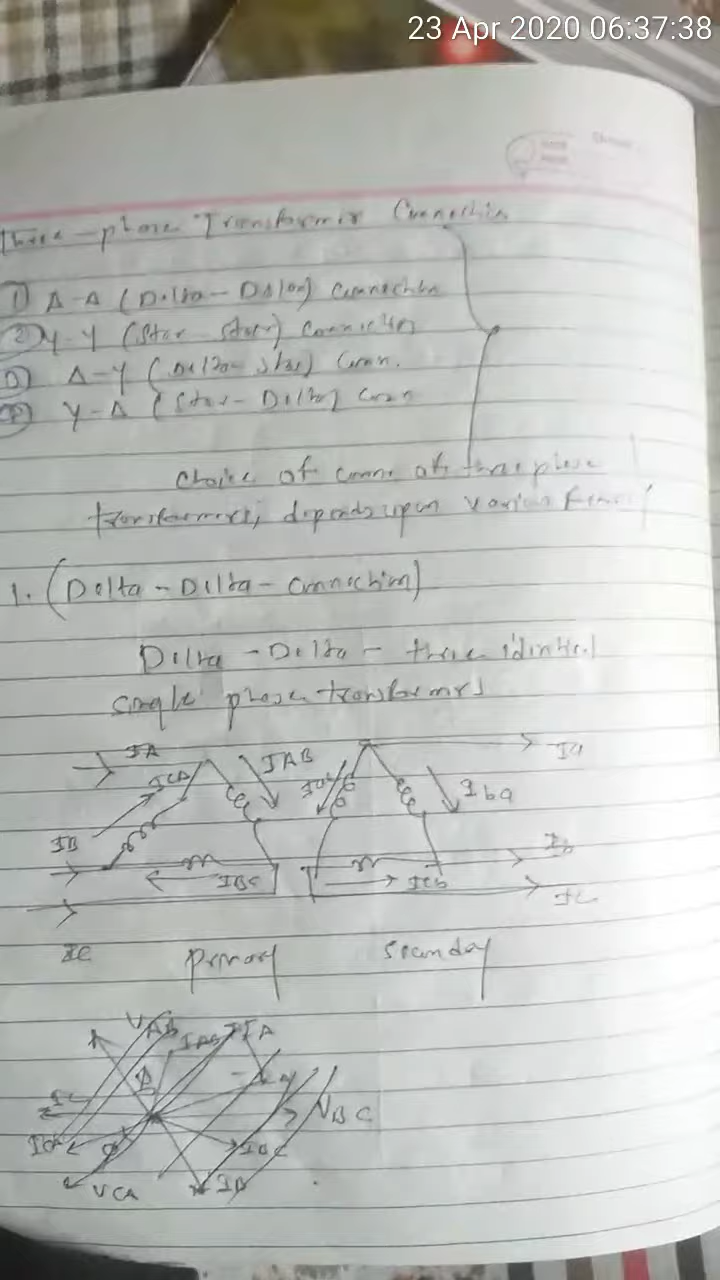 23 Apr 2020 06:37:38
Three-phase Transformer Connection
1) Δ-Δ (Delta-Delta) Connection
2) Y-Y (Star Star) Connection
3) Δ-Y (Delta-Star) Conn.
Y-Δ (Star-Delta) Conn
Choice of conn of three phase
transformers, depends upon various
1. (Delta-Delta-Connection)
Delta-Delta- three identical
single phase transformers
IA
ICA
IAB
Ia
Iba
IB
IBC
Icb
Ib
Ic
IC
Primary
VAB
IAB
IA
IC
VBC
ICA
IBC
Φ
VCA
IB